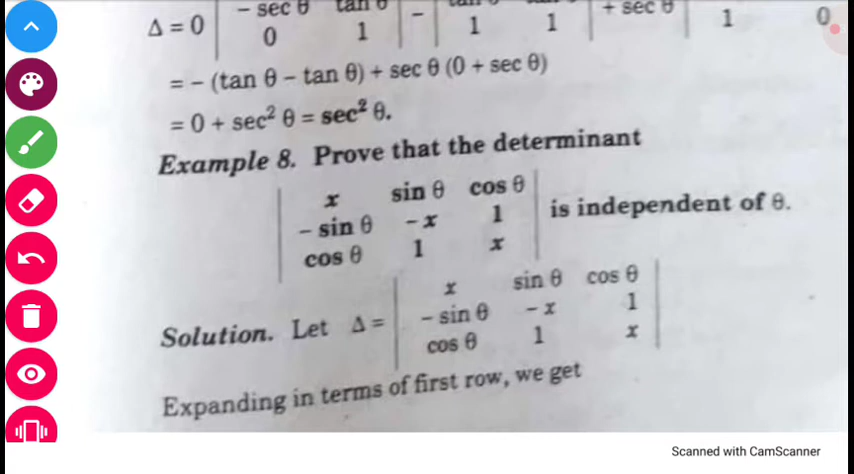 Δ = 0 | − sec θ tan θ | − | 1 1 | + sec θ | 1 0
0 1
= − (tan θ − tan θ) + sec θ (0 + sec θ)
= 0 + sec² θ = sec² θ.
Example 8. Prove that the determinant
| x sin θ cos θ |
| − sin θ − x 1 | is independent of θ.
| cos θ 1 x |
Solution. Let Δ = | x sin θ cos θ |
| − sin θ − x 1 |
| cos θ 1 x |
Expanding in terms of first row, we get
Scanned with CamScanner